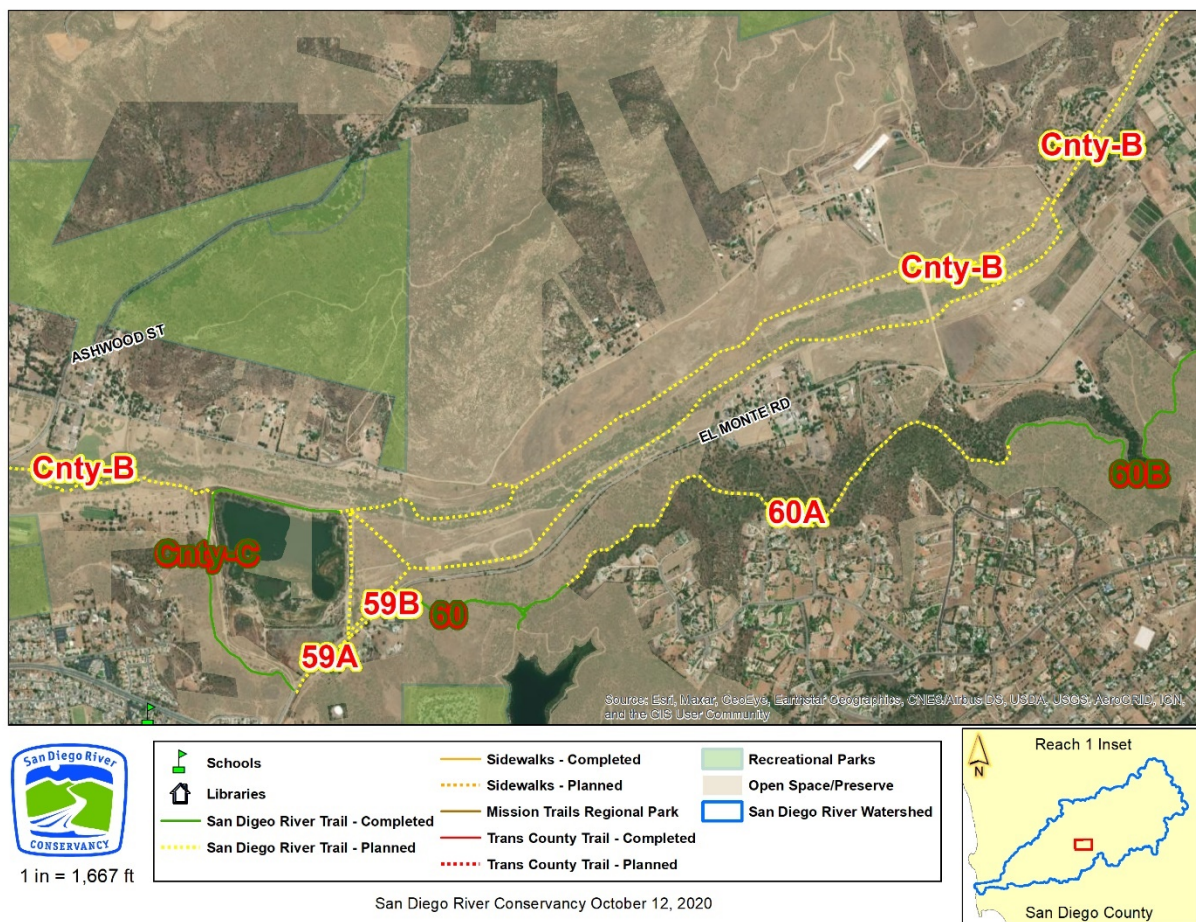 Cnty-B
Cnty-B
ASHWOOD ST
EL MONTE RD
Cnty-B
60B
60A
Cnty-C
59B
60
59A
Source: Esri, Maxar, GeoEye, Earthstar Geographics, CNES/Airbus DS, USDA, USGS, AeroGRID, IGN,
and the GIS User Community
San Diego River
CONSERVANCY
1 in = 1,667 ft
Schools
Libraries
San Digeo River Trail - Completed
San Diego River Trail - Planned
Sidewalks - Completed
Sidewalks - Planned
Mission Trails Regional Park
Trans County Trail - Completed
Trans County Trail - Planned
Recreational Parks
Open Space/Preserve
San Diego River Watershed
San Diego River Conservancy October 12, 2020
Reach 1 Inset
N
San Diego County